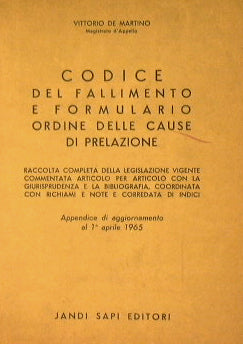 VITTORIO DE MARTINO
Magistrato d'Appello
CODICE
DEL FALLIMENTO
E FORMULARIO
ORDINE DELLE CAUSE
DI PRELAZIONE
RACCOLTA COMPLETA DELLA LEGISLAZIONE VIGENTE
COMMENTATA ARTICOLO PER ARTICOLO CON LA
GIURISPRUDENZA E LA BIBLIOGRAFIA, COORDINATA
CON RICHIAMI E NOTE E CORREDATA DI INDICI
Appendice di aggiornamento
al 1° aprile 1965
JANDI SAPI EDITORI